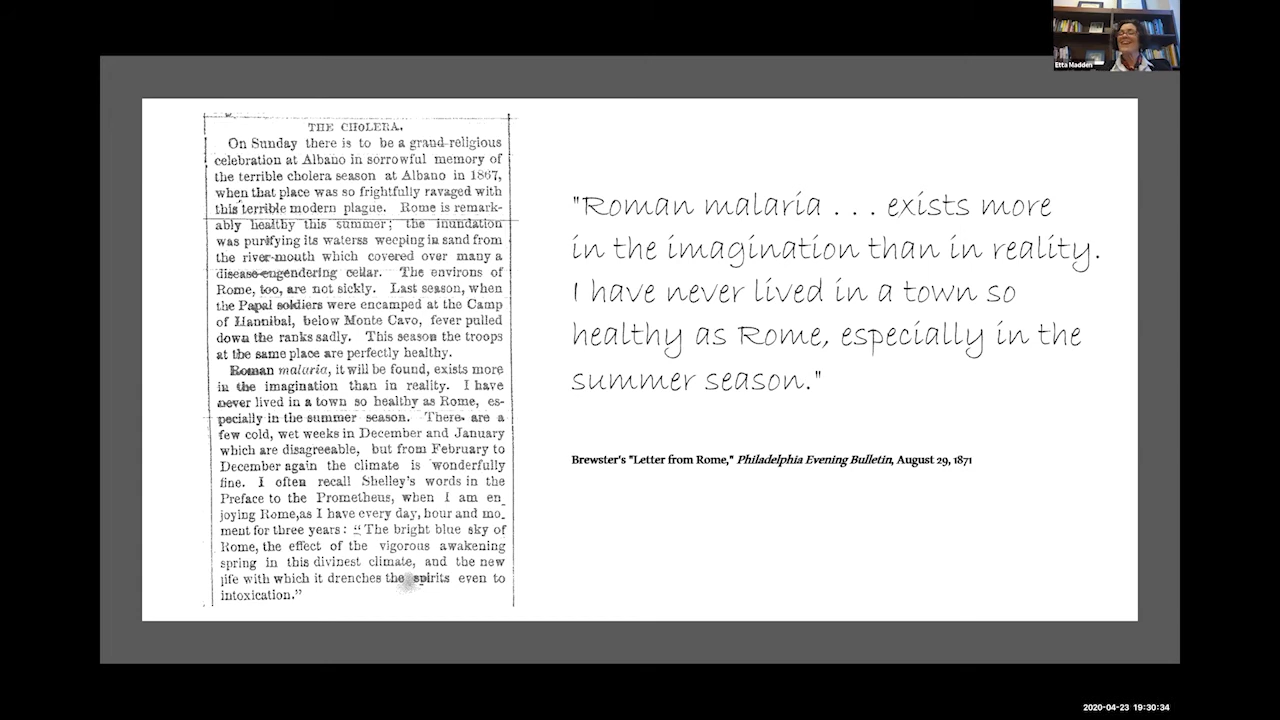 Etta Madden
THE CHOLERA.
On Sunday there is to be a grand religious
celebration at Albano in sorrowful memory of
the terrible cholera season at Albano in 1867,
when that place was so frightfully ravaged with
this terrible modern plague. Rome is remark-
ably healthy this summer; the inundation
was purifying its waterss weeping in sand from
the river-mouth which covered over many a
disease-engendering cellar. The environs of
Rome, too, are not sickly. Last season, when
the Papal soldiers were encamped at the Camp
of Hannibal, below Monte Cavo, fever pulled
down the ranks sadly. This season the troops
at the same place are perfectly healthy.
Roman malaria, it will be found, exists more
in the imagination than in reality. I have
never lived in a town so healthy as Rome, es-
pecially in the summer season. There are a
few cold, wet weeks in December and January
which are disagreeable, but from February to
December again the climate is wonderfully
fine. I often recall Shelley's words in the
Preface to the Prometheus, when I am en-
joying Rome,as I have every day, hour and mo-
ment for three years: "The bright blue sky of
Rome, the effect of the vigorous awakening
spring in this divinest climate, and the new
life with which it drenches the spirits even to
intoxication."
"Roman malaria . . . exists more
in the imagination than in reality.
I have never lived in a town so
healthy as Rome, especially in the
summer season."
Brewster's "Letter from Rome," Philadelphia Evening Bulletin, August 29, 1871
2020-04-23 19:30:34